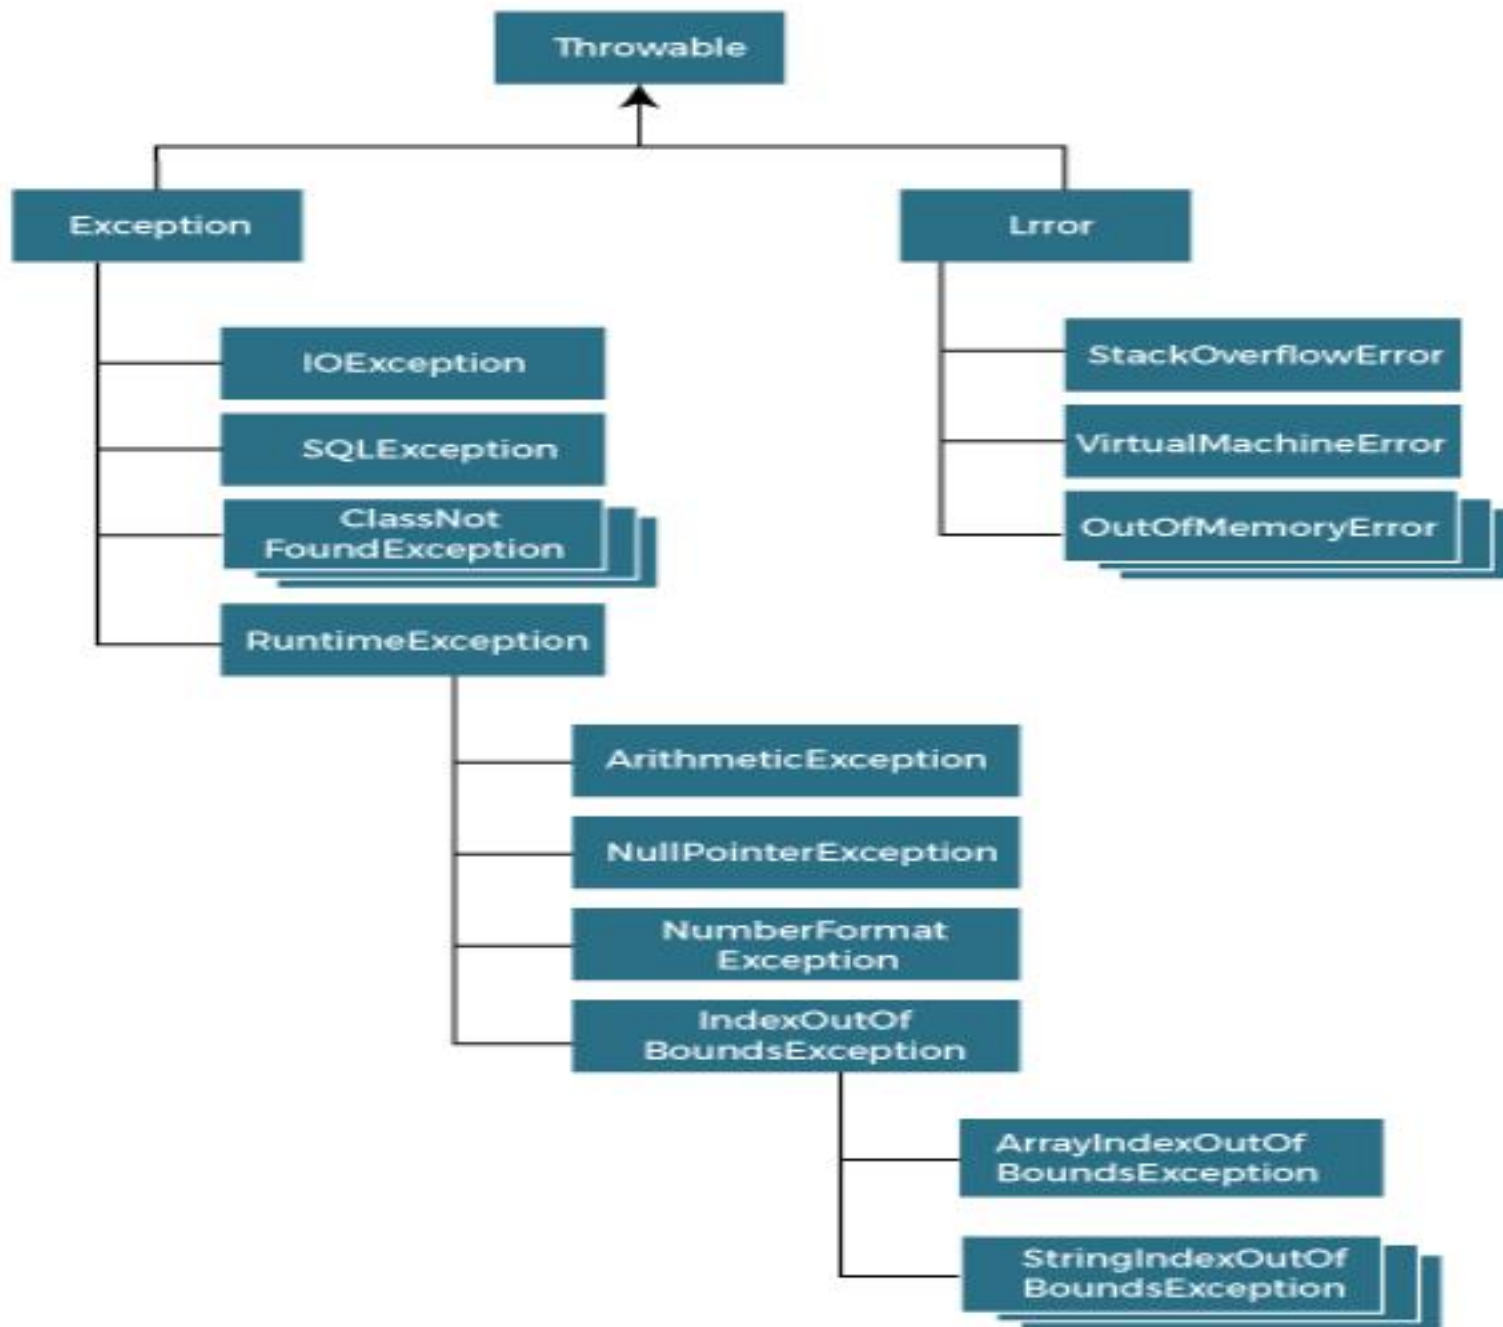 Throwable
Exception
Lrror
IOException
StackOverflowError
SQLException
VirtualMachineError
ClassNot
FoundException
OutOfMemoryError
RuntimeException
ArithmeticException
NullPointerException
NumberFormat
Exception
IndexOutOf
BoundsException
ArrayIndexOutOf
BoundsException
StringIndexOutOf
BoundsException